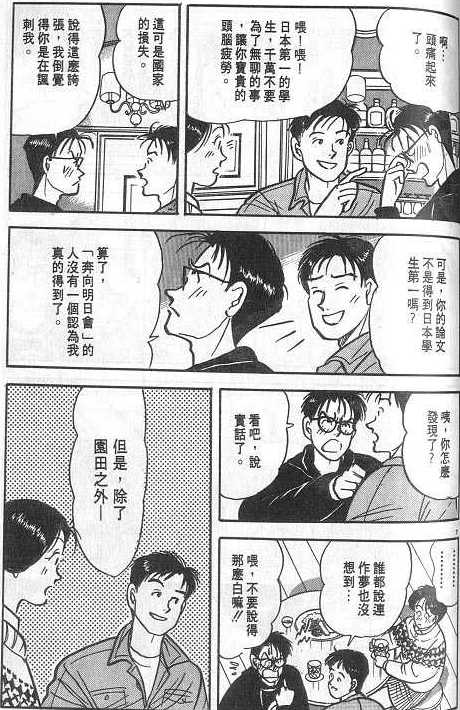 啊…
頭痛起來
了。
喂！喂！
日本第一的學
生，千萬不要
為了無聊的事
，讓你寶貴的
頭腦疲勞。
這可是國家
的損失。
說得這麼誇
張，我倒覺
得你是在諷
刺我。
可是，你的論文
不是得到日本學
生第一嗎？
算了，
「奔向明日會」的
人沒有一個認為我
真的得到了。
咦，你怎麼
發現了？
看吧，說
實話了。
………
………
誰都說連
作夢也沒
想到…
喂，不要說得
那麼白嘛!!
但是，除了
園田之外—